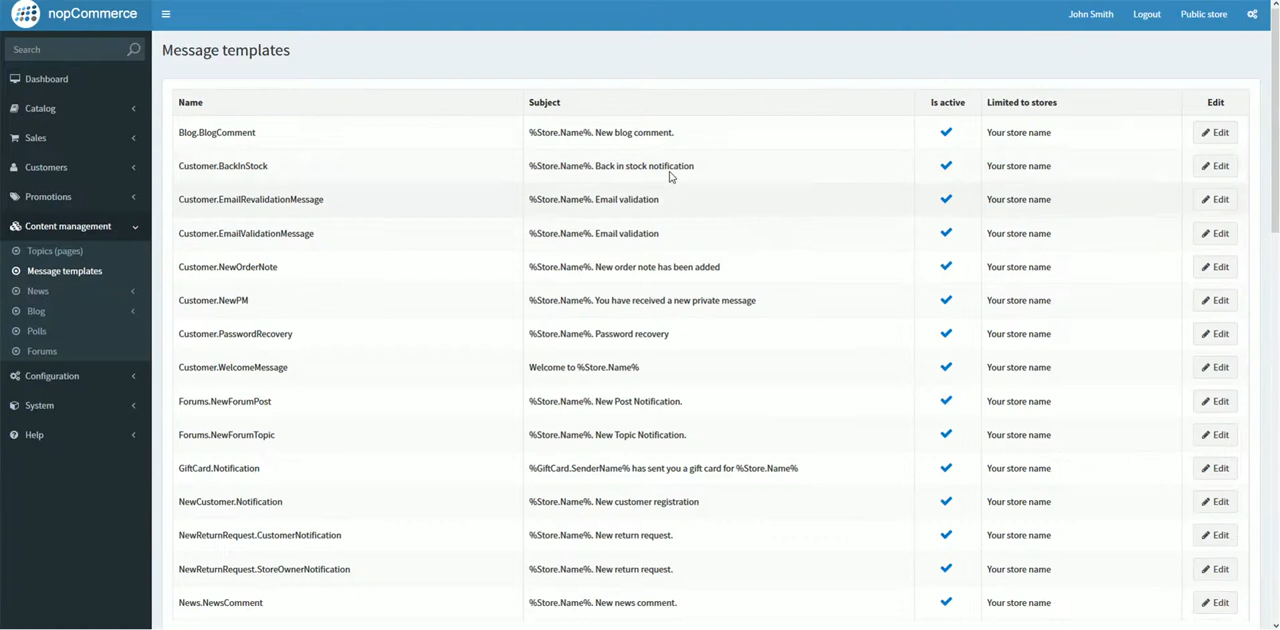 nopCommerce
John Smith Logout Public store
Search
Message templates
Dashboard
Catalog
Sales
Customers
Promotions
Content management
Topics (pages)
Message templates
News
Blog
Polls
Forums
Configuration
System
Help
Name Subject Is active Limited to stores Edit
Blog.BlogComment %Store.Name%. New blog comment. Your store name Edit
Customer.BackInStock %Store.Name%. Back in stock notification Your store name Edit
Customer.EmailRevalidationMessage %Store.Name%. Email validation Your store name Edit
Customer.EmailValidationMessage %Store.Name%. Email validation Your store name Edit
Customer.NewOrderNote %Store.Name%. New order note has been added Your store name Edit
Customer.NewPM %Store.Name%. You have received a new private message Your store name Edit
Customer.PasswordRecovery %Store.Name%. Password recovery Your store name Edit
Customer.WelcomeMessage Welcome to %Store.Name% Your store name Edit
Forums.NewForumPost %Store.Name%. New Post Notification. Your store name Edit
Forums.NewForumTopic %Store.Name%. New Topic Notification. Your store name Edit
GiftCard.Notification %GiftCard.SenderName% has sent you a gift card for %Store.Name% Your store name Edit
NewCustomer.Notification %Store.Name%. New customer registration Your store name Edit
NewReturnRequest.CustomerNotification %Store.Name%. New return request. Your store name Edit
NewReturnRequest.StoreOwnerNotification %Store.Name%. New return request. Your store name Edit
News.NewsComment %Store.Name%. New news comment. Your store name Edit